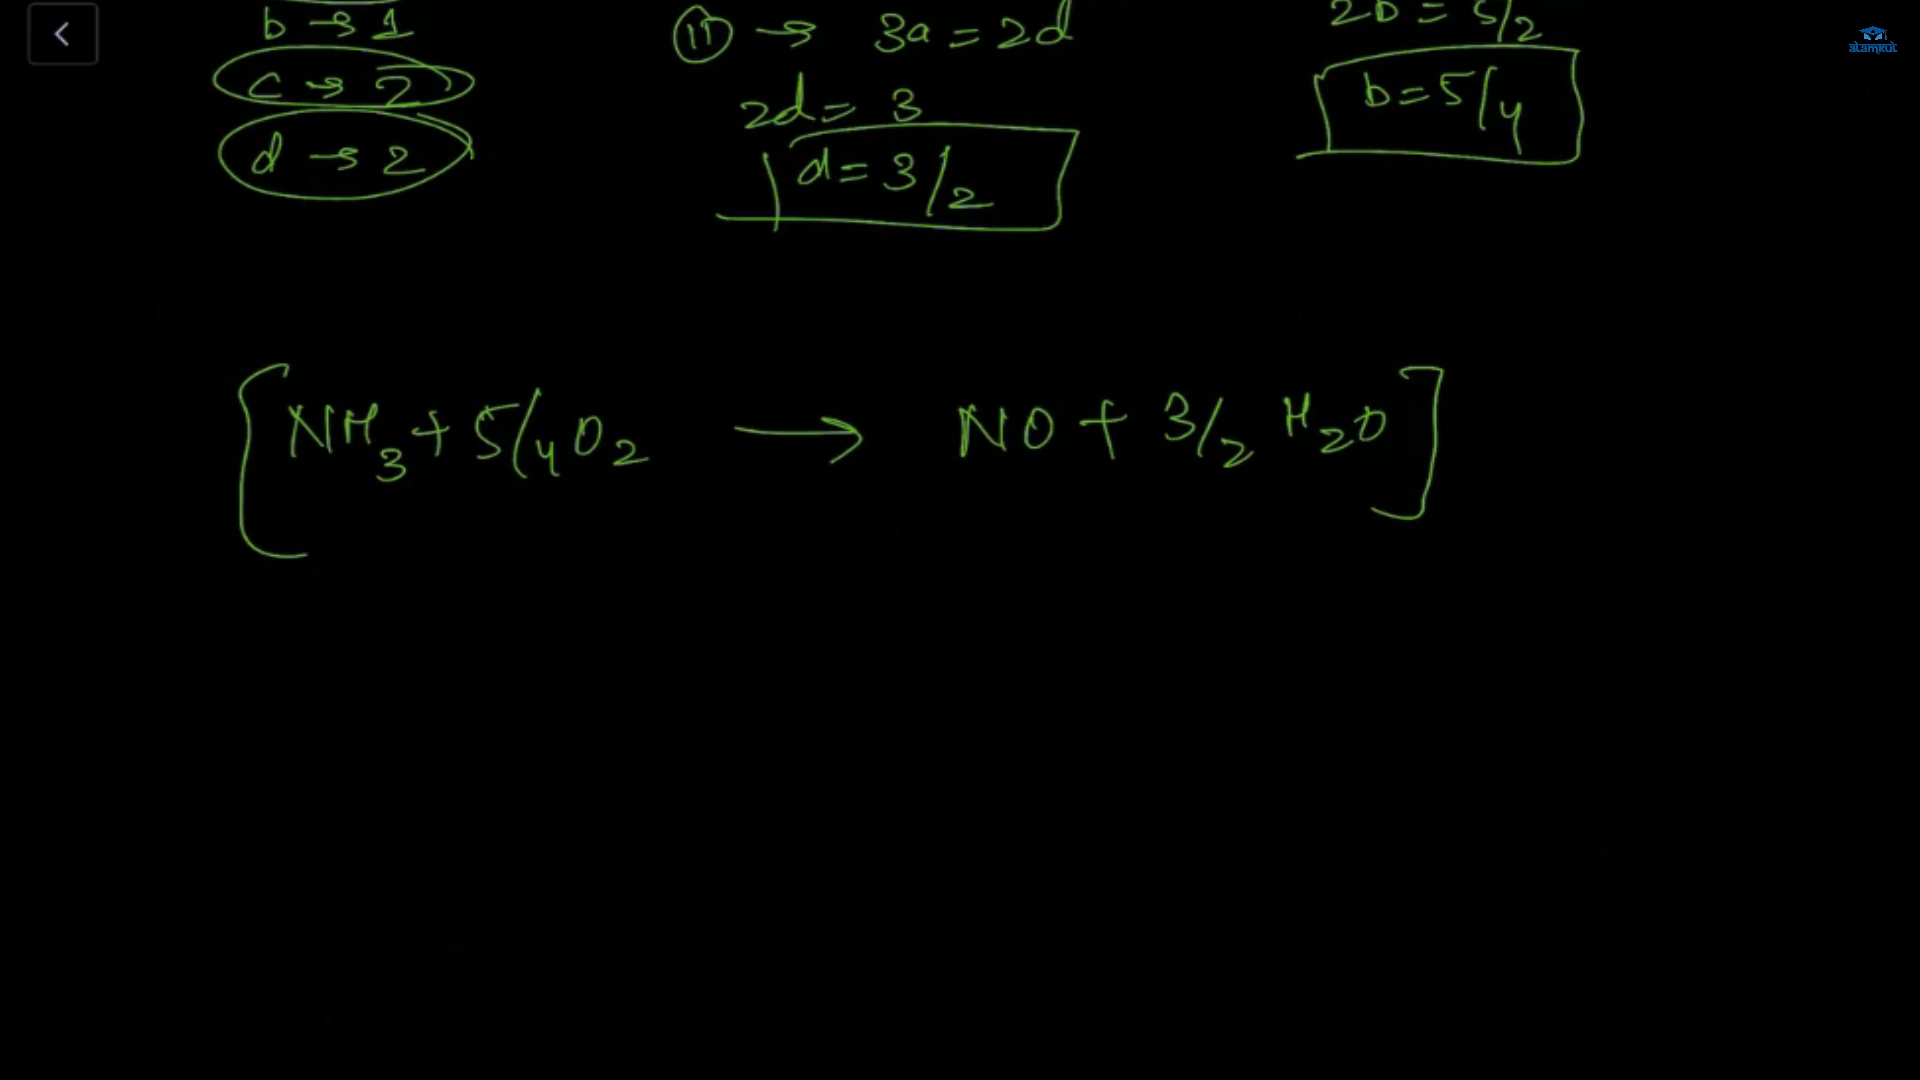 b → 1
c → 2
d → 2
(II) → 3a = 2d
2d = 3
d = 3/2
2b = 5/2
b = 5/4
[NH₃ + 5/4 O₂ → NO + 3/2 H₂O]
alamkut